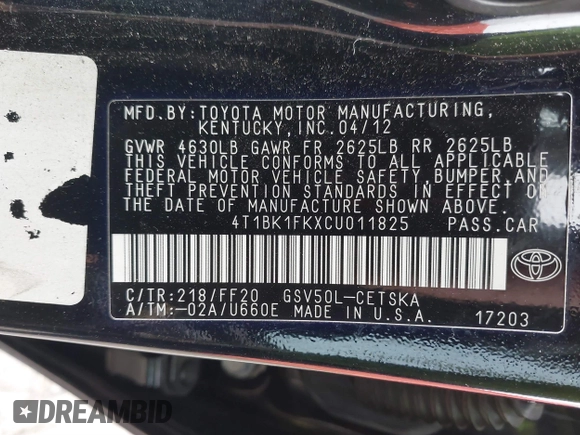 MFD.BY:TOYOTA MOTOR MANUFACTURING,
KENTUCKY, INC. 04/12
GVWR 4630LB GAWR FR 2625LB RR 2625LB
THIS VEHICLE CONFORMS TO ALL APPLICABLE
FEDERAL MOTOR VEHICLE SAFETY, BUMPER, AND
THEFT PREVENTION STANDARDS IN EFFECT ON
THE DATE OF MANUFACTURE SHOWN ABOVE.
4T1BK1FKXCU011825 PASS.CAR
C/TR:218/FF20 GSV50L-CETSKA
A/TM:-02A/U660E MADE IN U.S.A. 17203
DREAMBID